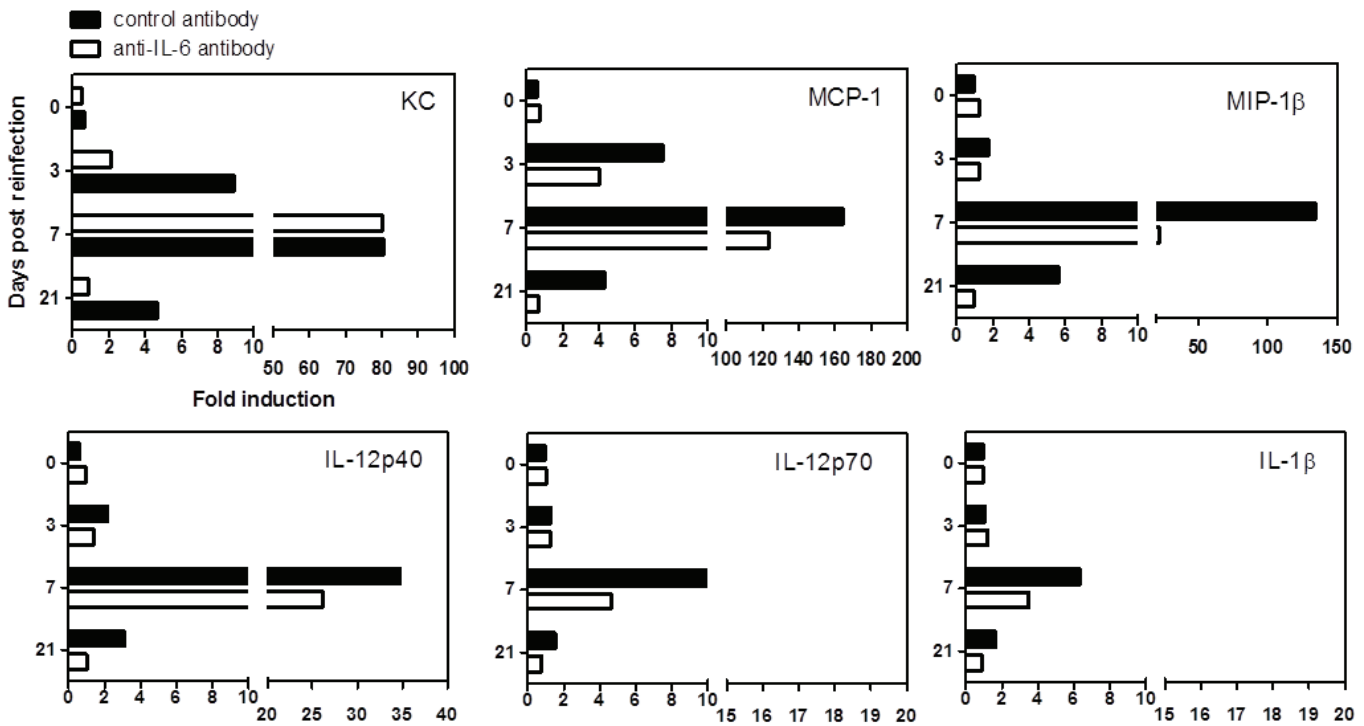 control antibody
anti-IL-6 antibody
Days post reinfection
KC
0
3
7
21
0 2 4 6 8 10
50 60 70 80 90 100
Fold induction
MCP-1
0
3
7
21
0 2 4 6 8 10
100 120 140 160 180 200
MIP-1β
0
3
7
21
0 2 4 6 8 10
50 100 150
IL-12p40
0
3
7
21
0 2 4 6 8 10
20 25 30 35 40
IL-12p70
0
3
7
21
0 2 4 6 8 10
15 16 17 18 19 20
IL-1β
0
3
7
21
0 2 4 6 8 10
15 16 17 18 19 20